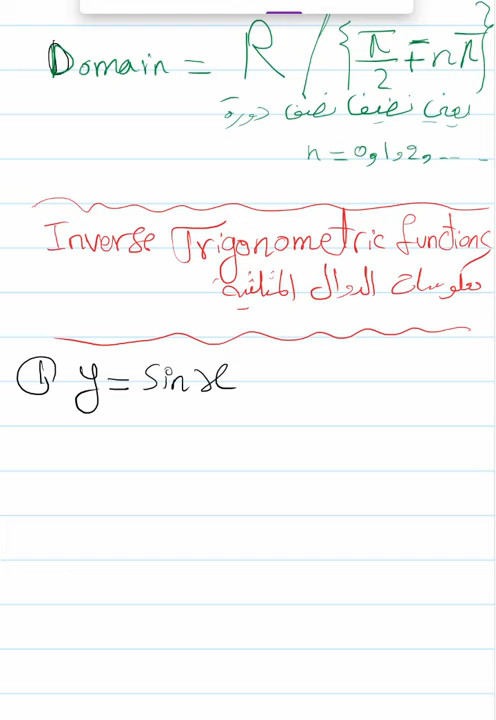 Domain = R / {π/2 ∓ nπ}
يعني نضيف نصف دورة
n = 0, 1, 2, ....
Inverse Trigonometric functions
معكوسات الدوال المثلثية
① y = sin x